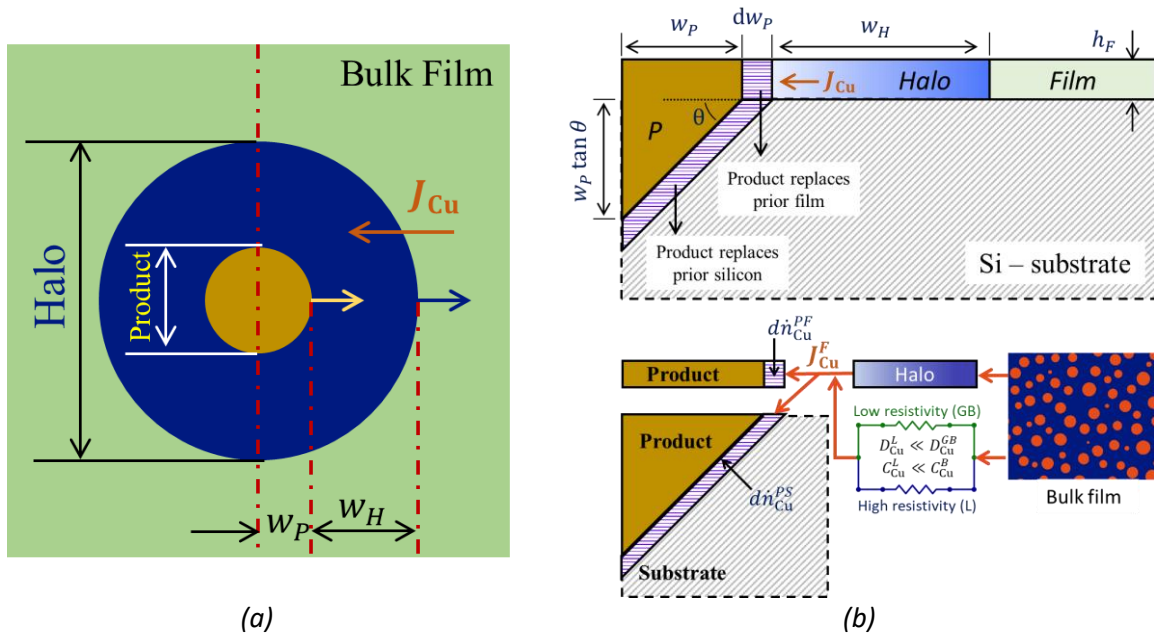 Bulk Film
Halo
Product
J_Cu
w_P
w_H
(a)
w_P
dw_P
w_H
h_F
J_Cu
Halo
Film
P
θ
w_P tan θ
Product replaces
prior film
Product replaces
prior silicon
Si – substrate
dṅ_Cu^PF
J_Cu^F
Product
Halo
Low resistivity (GB)
D_Cu^L ≪ D_Cu^GB
C_Cu^L ≪ C_Cu^B
High resistivity (L)
Bulk film
Product
dṅ_Cu^PS
Substrate
(b)